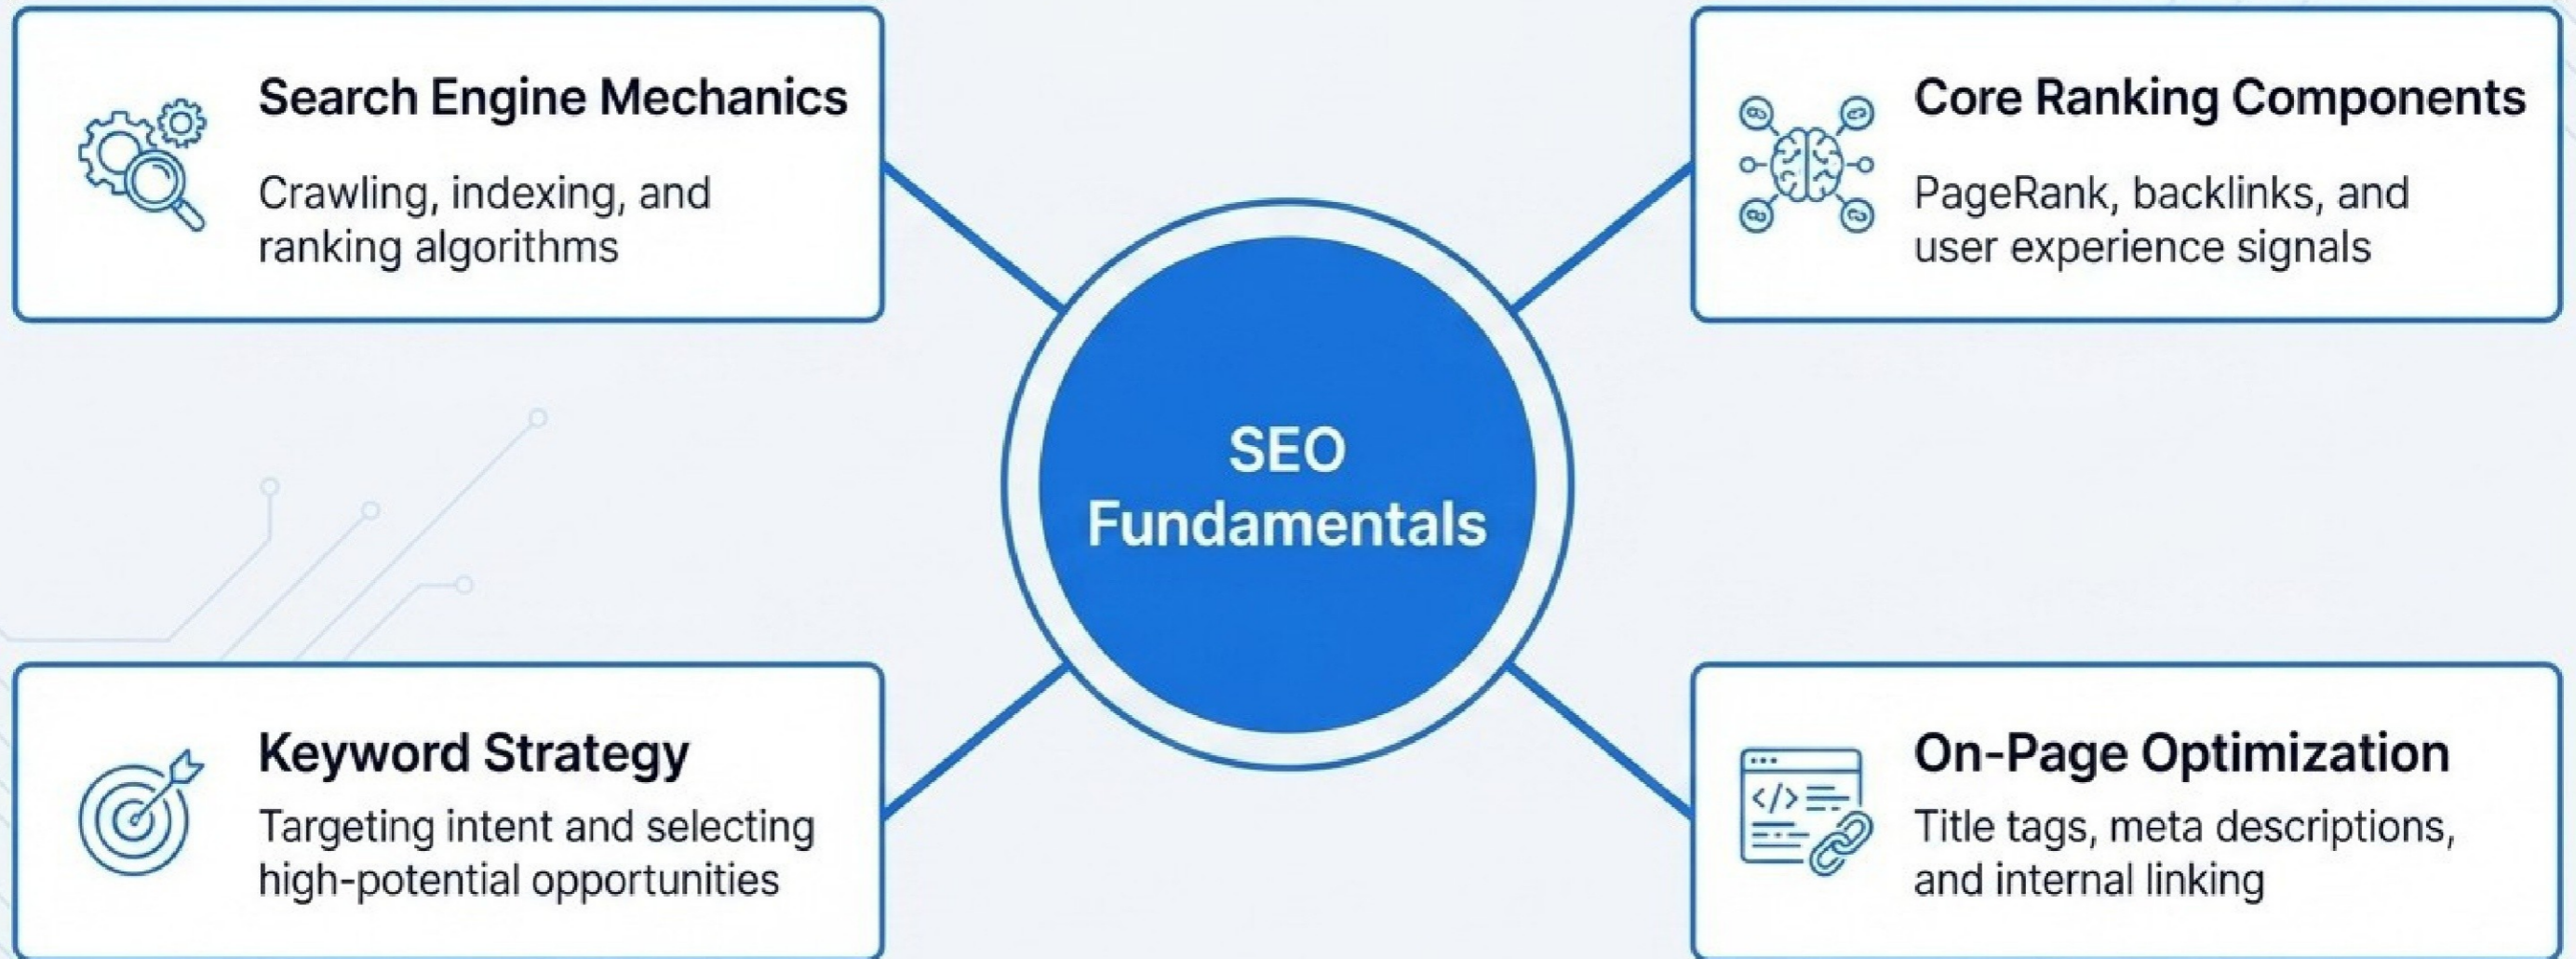 Search Engine Mechanics
Crawling, indexing, and
ranking algorithms
Core Ranking Components
PageRank, backlinks, and
user experience signals
SEO
Fundamentals
Keyword Strategy
Targeting intent and selecting
high-potential opportunities
On-Page Optimization
</>
Title tags, meta descriptions,
and internal linking